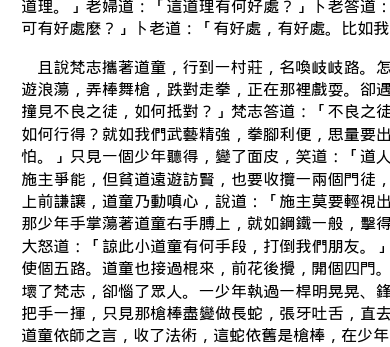 道理。」老婦道：「這道理有何好處？」卜老答道：
可有好處麼？」卜老道：「有好處，有好處。比如我
且說梵志攜著道童，行到一村莊，名喚岐岐路。怎
遊浪蕩，弄棒舞槍，跌對走拳，正在那裡戲耍。卻遇
撞見不良之徒，如何抵對？」梵志答道：「不良之徒
如何行得？就如我們武藝精強，拳腳利便，思量要出
怕。」只見一個少年聽得，變了面皮，笑道：「道人
施主爭能，但貧道遠遊訪賢，也要收攬一兩個門徒，
上前謙讓，道童乃動嗔心，說道：「施主莫要輕視出
那少年手掌蕩著道童右手膊上，就如鋼鐵一般，擊得
大怒道：「諒此小道童有何手段，打倒我們朋友。」
使個五路。道童也接過棍來，前花後攪，開個四門。
壞了梵志，卻惱了眾人。一少年執過一桿明晃晃、鋒
把手一揮，只見那槍棒盡變做長蛇，張牙吐舌，直去
道童依師之言，收了法術，這蛇依舊是槍棒，在少年